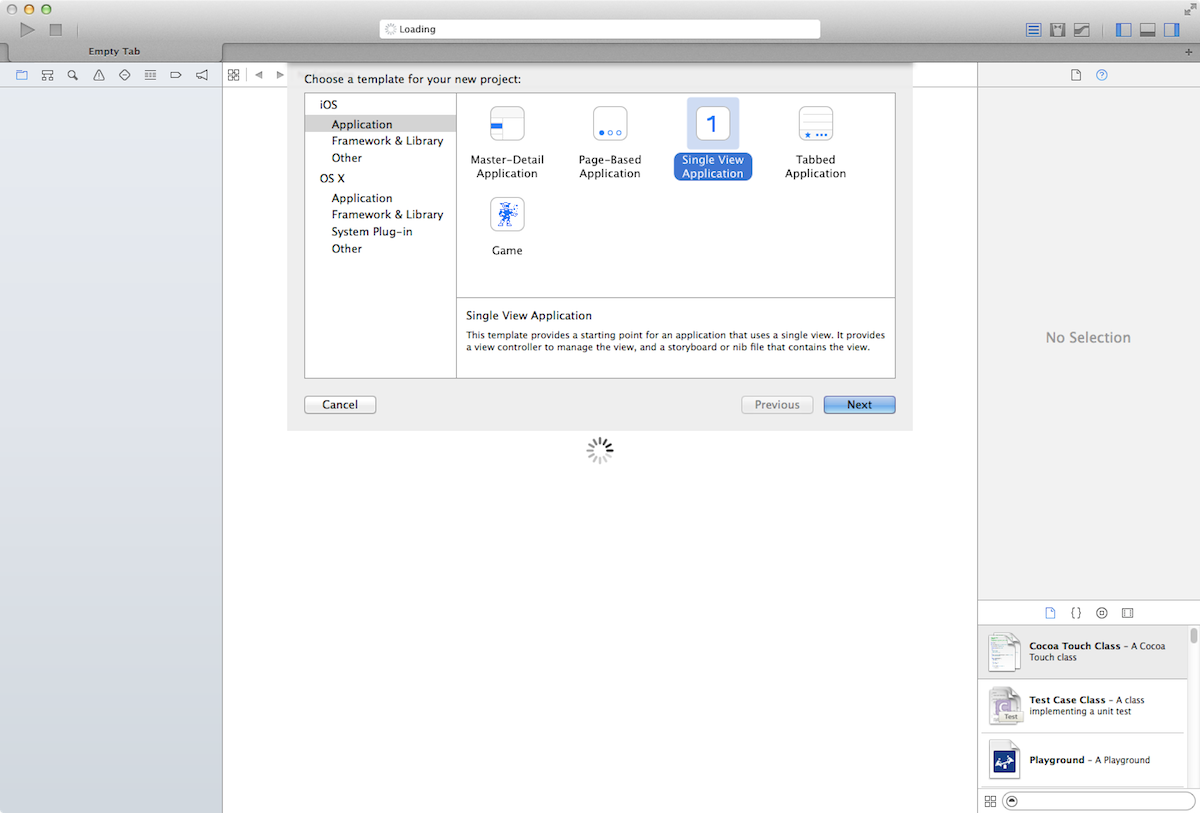 Loading
Empty Tab
Choose a template for your new project:
iOS
Application
Framework & Library
Other
OS X
Application
Framework & Library
System Plug-in
Other
Master-Detail
Application
Page-Based
Application
1
Single View
Application
Tabbed
Application
Game
Single View Application
This template provides a starting point for an application that uses a single view. It provides
a view controller to manage the view, and a storyboard or nib file that contains the view.
Cancel
Previous
Next
No Selection
{}
Cocoa Touch Class - A Cocoa
Touch class
C
Test
Test Case Class - A class
implementing a unit test
Playground - A Playground